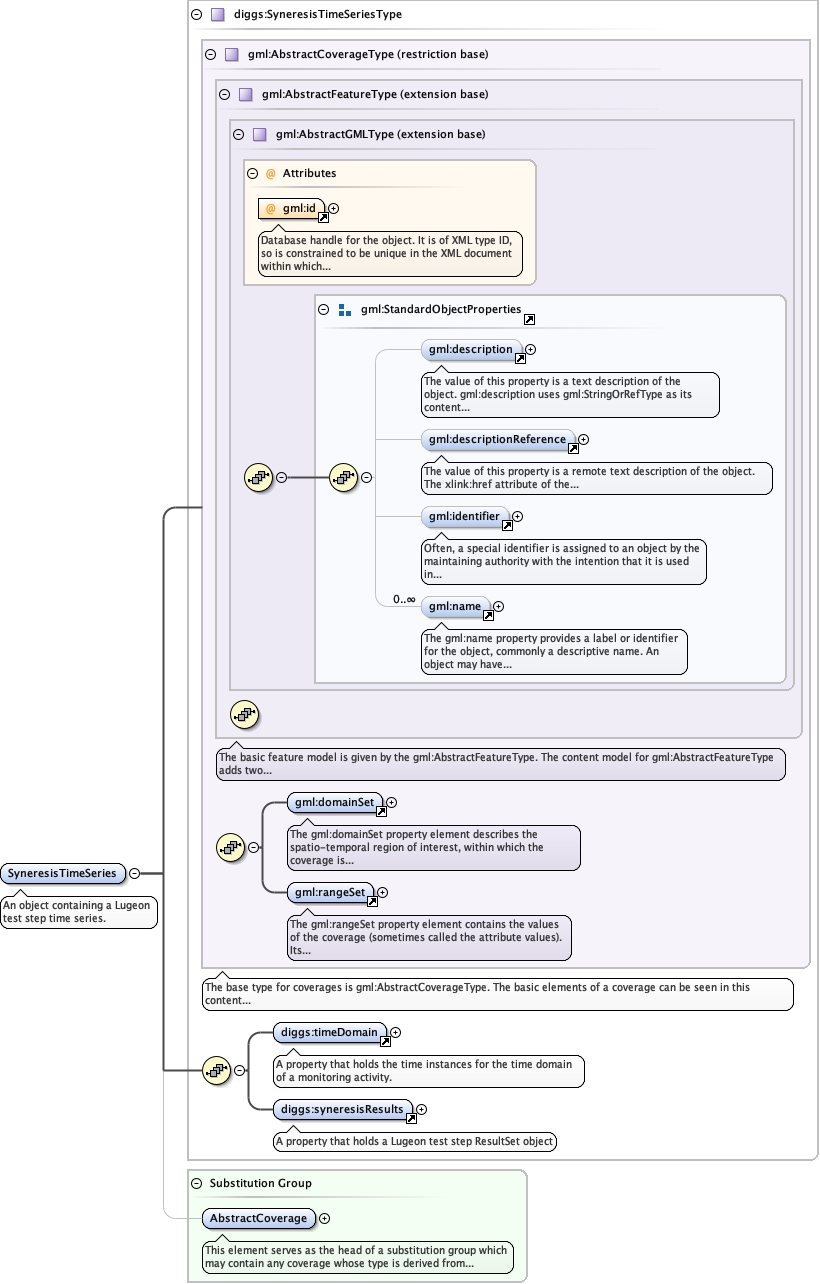 diggs:SyneresisTimeSeriesType
gml:AbstractCoverageType (restriction base)
gml:AbstractFeatureType (extension base)
gml:AbstractGMLType (extension base)
@ Attributes
@ gml:id
Database handle for the object. It is of XML type ID,
so is constrained to be unique in the XML document
within which...
gml:StandardObjectProperties
gml:description
The value of this property is a text description of the
object. gml:description uses gml:StringOrRefType as its
content...
gml:descriptionReference
The value of this property is a remote text description of the object.
The xlink:href attribute of the...
gml:identifier
Often, a special identifier is assigned to an object by the
maintaining authority with the intention that it is used
in...
0..∞
gml:name
The gml:name property provides a label or identifier
for the object, commonly a descriptive name. An
object may have...
The basic feature model is given by the gml:AbstractFeatureType. The content model for gml:AbstractFeatureType
adds two...
gml:domainSet
The gml:domainSet property element describes the
spatio-temporal region of interest, within which the
coverage is...
SyneresisTimeSeries
An object containing a Lugeon
test step time series.
gml:rangeSet
The gml:rangeSet property element contains the values
of the coverage (sometimes called the attribute values).
Its...
The base type for coverages is gml:AbstractCoverageType. The basic elements of a coverage can be seen in this
content...
diggs:timeDomain
A property that holds the time instances for the time domain
of a monitoring activity.
diggs:syneresisResults
A property that holds a Lugeon test step ResultSet object
Substitution Group
AbstractCoverage
This element serves as the head of a substitution group which
may contain any coverage whose type is derived from...